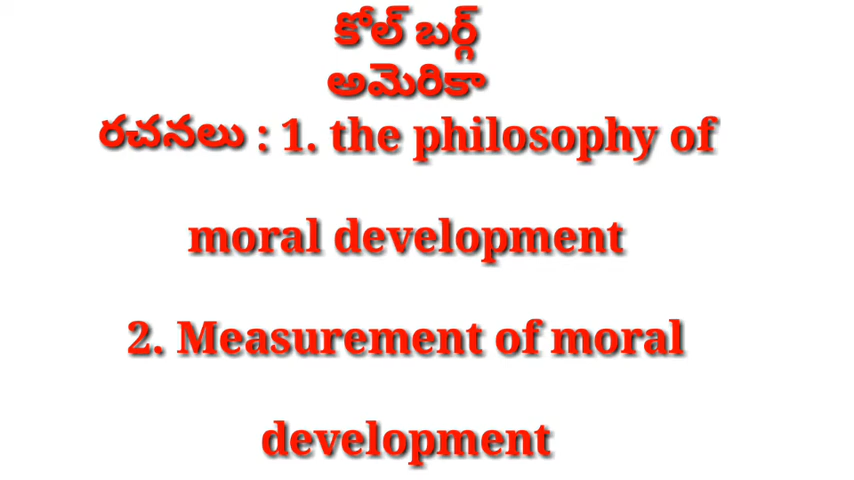 కోల్ బర్గ్
అమెరికా
రచనలు : 1. the philosophy of
moral development
2. Measurement of moral
development